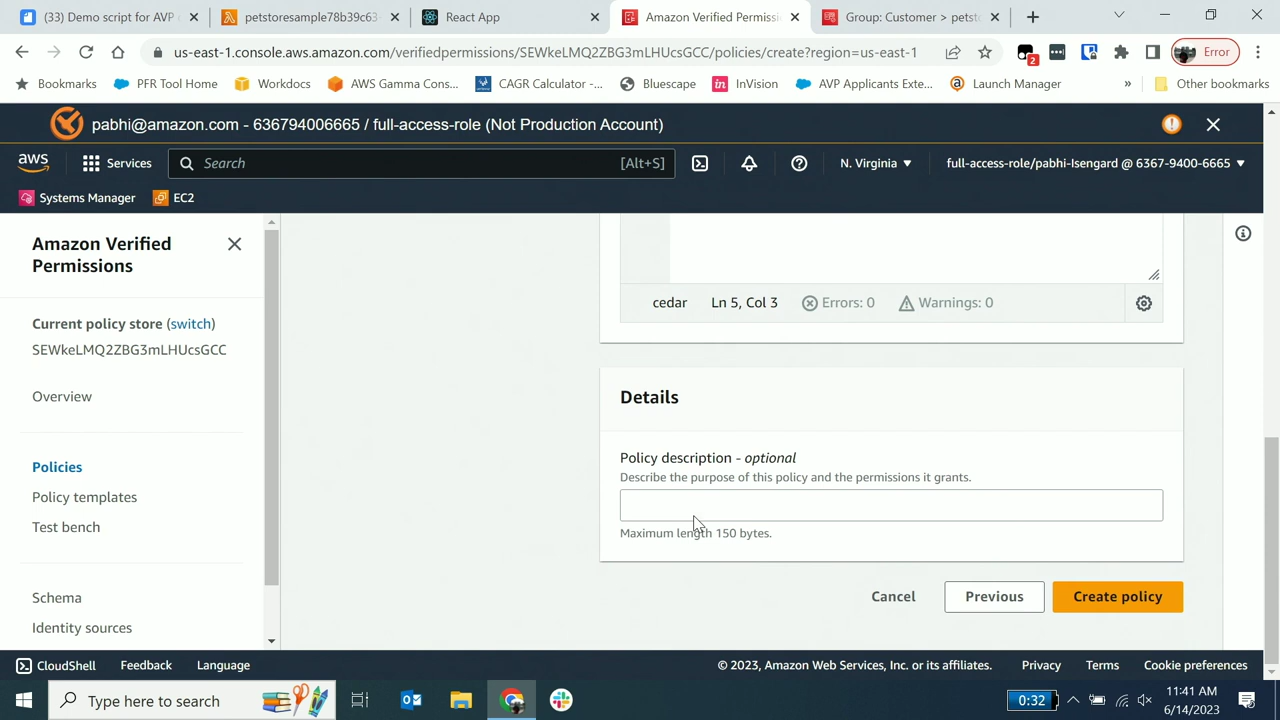 (33) Demo script for AVP
petstoresample78b39c63
React App
Amazon Verified Permissi
Group: Customer > petst
us-east-1.console.aws.amazon.com/verifiedpermissions/SEWkeLMQ2ZBG3mLHUcsGCC/policies/create?region=us-east-1
2
Error
Bookmarks
PFR Tool Home
Workdocs
AWS Gamma Cons...
CAGR Calculator -...
Bluescape
in
InVision
AVP Applicants Exte...
Launch Manager
»
Other bookmarks
pabhi@amazon.com - 636794006665 / full-access-role (Not Production Account)
aws
Services
Search
[Alt+S]
N. Virginia
full-access-role/pabhi-Isengard @ 6367-9400-6665
Systems Manager
EC2
Amazon Verified
Permissions
Current policy store (switch)
SEWkeLMQ2ZBG3mLHUcsGCC
Overview
Policies
Policy templates
Test bench
Schema
Identity sources
cedar
Ln 5, Col 3
Errors: 0
Warnings: 0
Details
Policy description - optional
Describe the purpose of this policy and the permissions it grants.
Maximum length 150 bytes.
Cancel
Previous
Create policy
CloudShell
Feedback
Language
© 2023, Amazon Web Services, Inc. or its affiliates.
Privacy
Terms
Cookie preferences
Type here to search
0:32
11:41 AM
6/14/2023